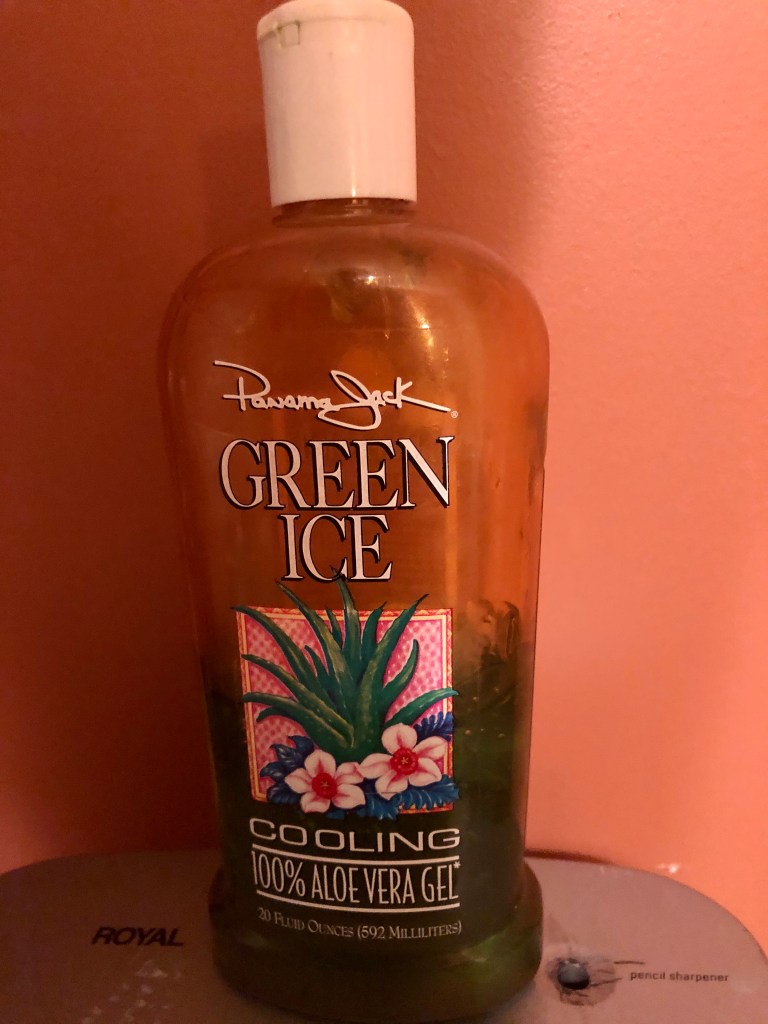 Panama Jack®
GREEN
ICE
COOLING
100% ALOE VERA GEL*
20 FLUID OUNCES (592 MILLILITERS)
ROYAL
pencil sharpener